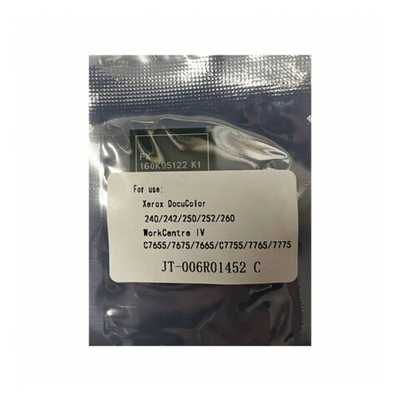 FX
160K95122 K1
For use:
Xerox DocuColor
240/242/250/252/260
WorkCentre IV
C7655/7675/7665/C7755/7765/7775
JT-006R01452 C